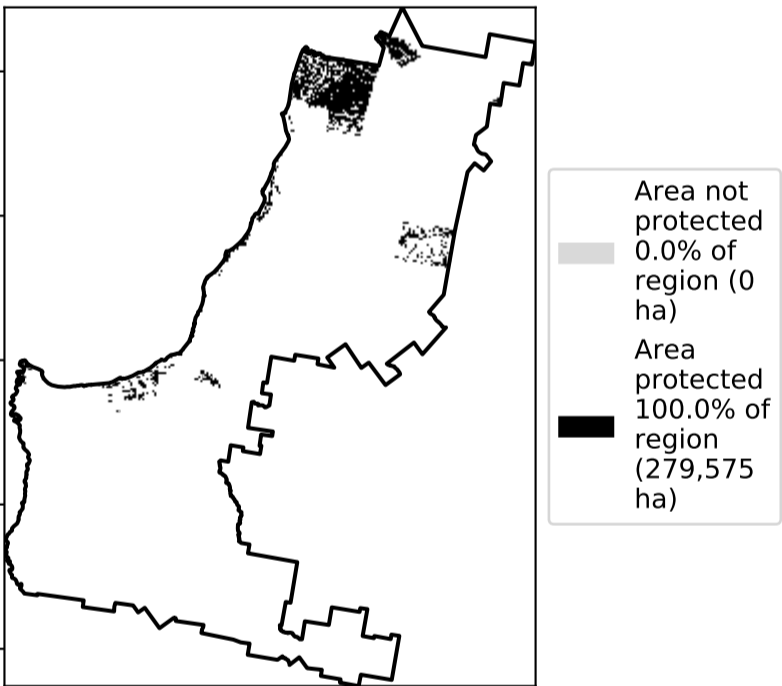 Area not
protected
0.0% of
region (0
ha)
Area
protected
100.0% of
region
(279,575
ha)